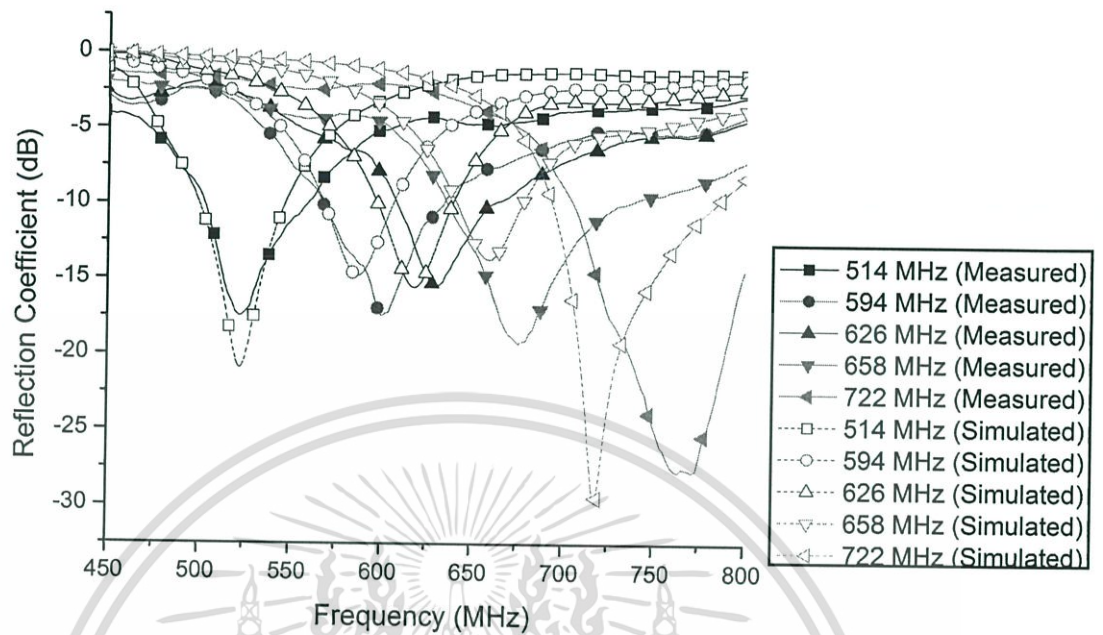 0
-5
-10
-15
-20
-25
-30
Reflection Coefficient (dB)
450 500 550 600 650 700 750 800
Frequency (MHz)
514 MHz (Measured)
594 MHz (Measured)
626 MHz (Measured)
658 MHz (Measured)
722 MHz (Measured)
514 MHz (Simulated)
594 MHz (Simulated)
626 MHz (Simulated)
658 MHz (Simulated)
722 MHz (Simulated)